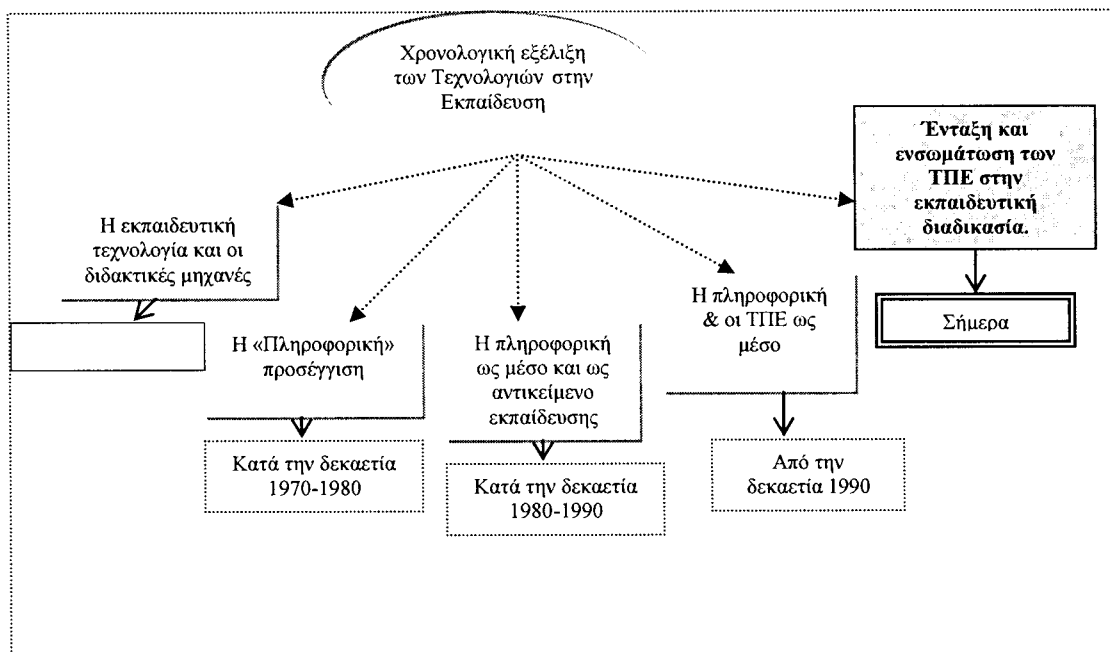 Χρονολογική εξέλιξη
των Τεχνολογιών στην
Εκπαίδευση
Η εκπαιδευτική
τεχνολογία και οι
διδακτικές μηχανές
Η «Πληροφορική»
προσέγγιση
Κατά την δεκαετία
1970-1980
Η πληροφορική
ως μέσο και ως
αντικείμενο
εκπαίδευσης
Κατά την δεκαετία
1980-1990
Η πληροφορική
& οι ΤΠΕ ως
μέσο
Από την
δεκαετία 1990
Ένταξη και
ενσωμάτωση των
ΤΠΕ στην
εκπαιδευτική
διαδικασία.
Σήμερα